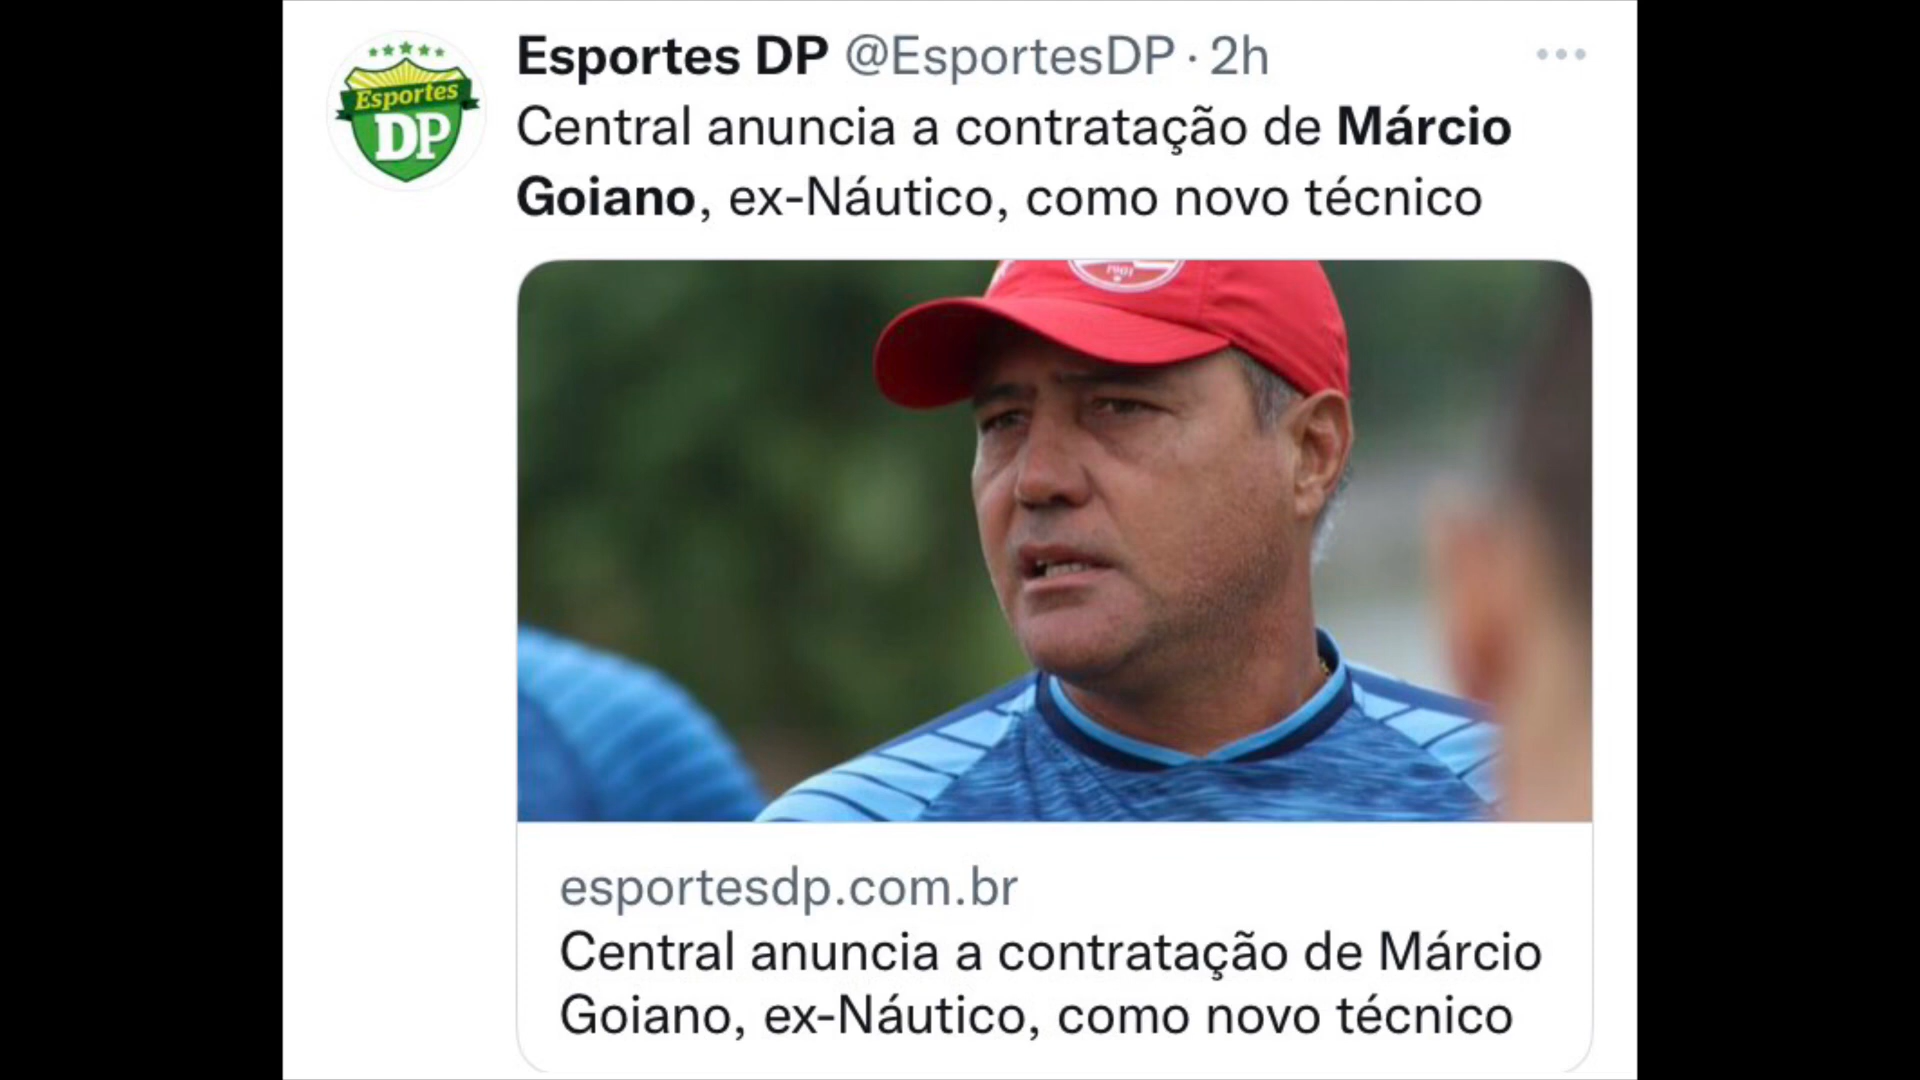 Esportes DP @EsportesDP · 2h
Esportes
DP
Central anuncia a contratação de Márcio
Goiano, ex-Náutico, como novo técnico
1901
esportesdp.com.br
Central anuncia a contratação de Márcio
Goiano, ex-Náutico, como novo técnico